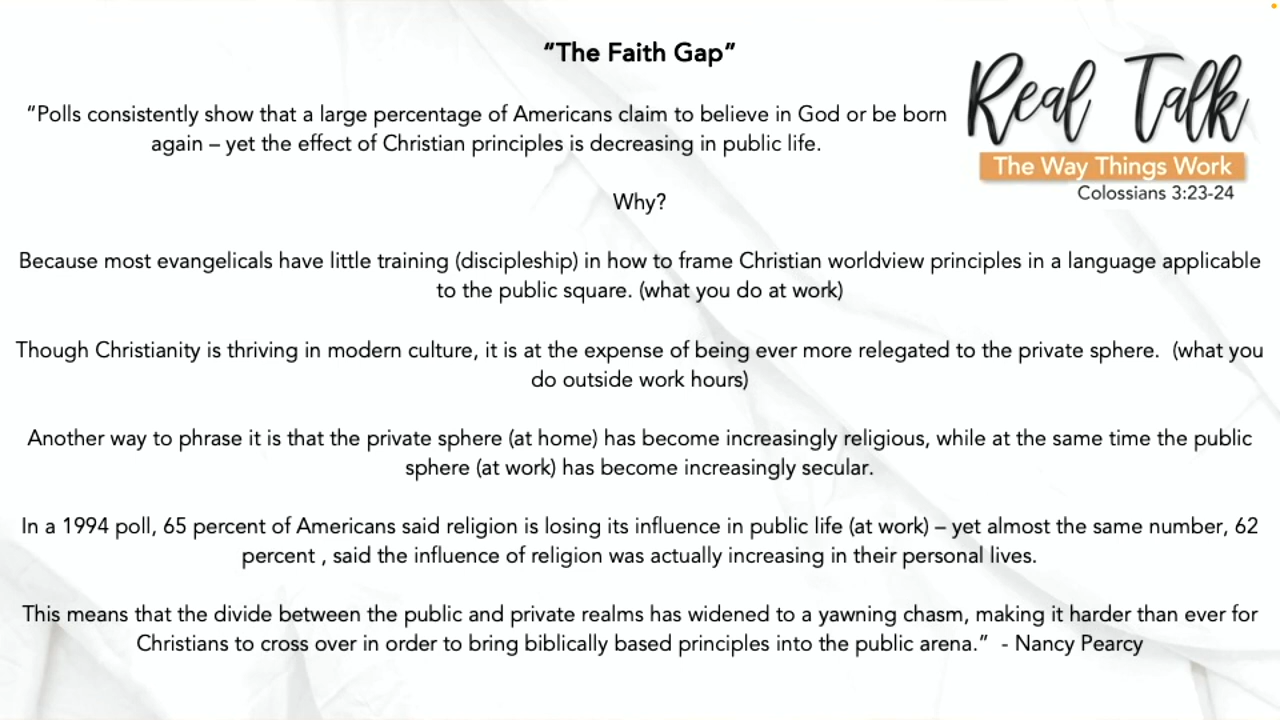 “The Faith Gap”
“Polls consistently show that a large percentage of Americans claim to believe in God or be born
again – yet the effect of Christian principles is decreasing in public life.
Real Talk
The Way Things Work
Colossians 3:23-24
Why?
Because most evangelicals have little training (discipleship) in how to frame Christian worldview principles in a language applicable
to the public square. (what you do at work)
Though Christianity is thriving in modern culture, it is at the expense of being ever more relegated to the private sphere.  (what you
do outside work hours)
Another way to phrase it is that the private sphere (at home) has become increasingly religious, while at the same time the public
sphere (at work) has become increasingly secular.
In a 1994 poll, 65 percent of Americans said religion is losing its influence in public life (at work) – yet almost the same number, 62
percent , said the influence of religion was actually increasing in their personal lives.
This means that the divide between the public and private realms has widened to a yawning chasm, making it harder than ever for
Christians to cross over in order to bring biblically based principles into the public arena.”  - Nancy Pearcy